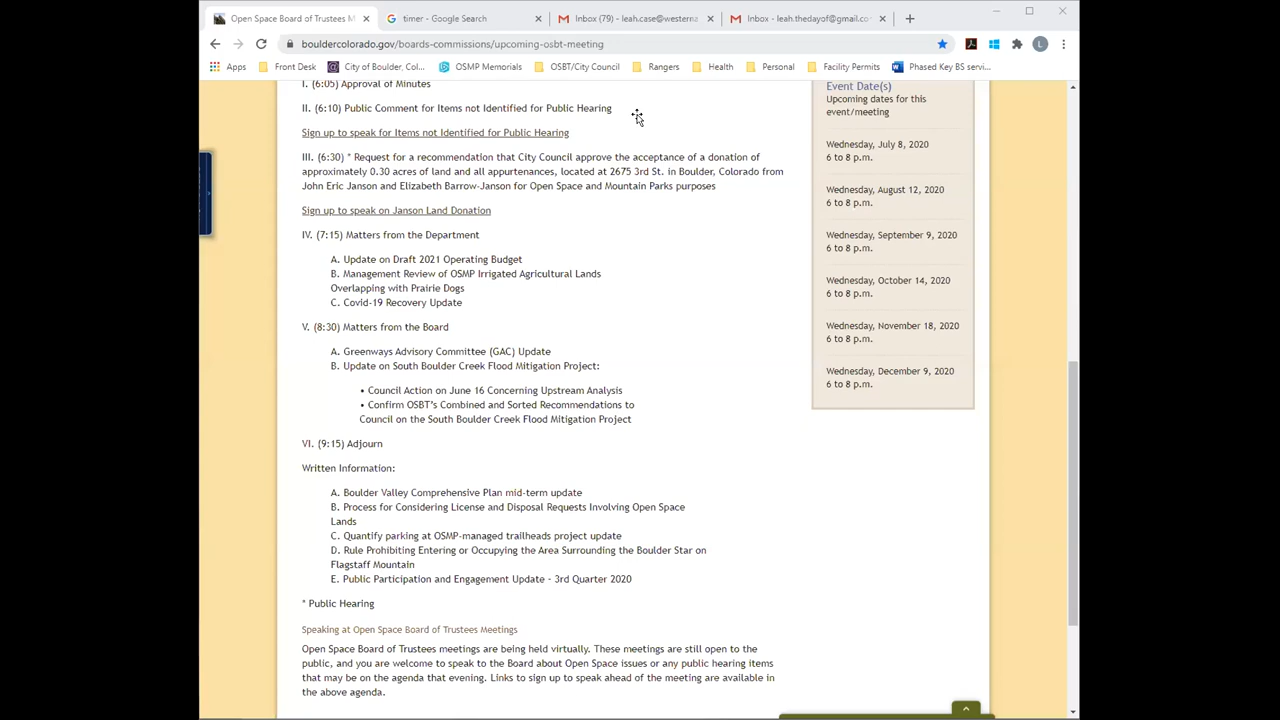 Open Space Board of Trustees M
timer - Google Search
Inbox (79) - leah.case@westerna
Inbox - leah.thedayof@gmail.co
bouldercolorado.gov/boards-commissions/upcoming-osbt-meeting
L
Apps
Front Desk
City of Boulder, Col...
OSMP Memorials
OSBT/City Council
Rangers
Health
Personal
Facility Permits
Phased Key BS servi...
I. (6:05) Approval of Minutes
II. (6:10) Public Comment for Items not Identified for Public Hearing
Sign up to speak for Items not Identified for Public Hearing
III. (6:30) * Request for a recommendation that City Council approve the acceptance of a donation of
approximately 0.30 acres of land and all appurtenances, located at 2675 3rd St. in Boulder, Colorado from
John Eric Janson and Elizabeth Barrow-Janson for Open Space and Mountain Parks purposes
Sign up to speak on Janson Land Donation
IV. (7:15) Matters from the Department
A. Update on Draft 2021 Operating Budget
B. Management Review of OSMP Irrigated Agricultural Lands
Overlapping with Prairie Dogs
C. Covid-19 Recovery Update
V. (8:30) Matters from the Board
A. Greenways Advisory Committee (GAC) Update
B. Update on South Boulder Creek Flood Mitigation Project:
• Council Action on June 16 Concerning Upstream Analysis
• Confirm OSBT's Combined and Sorted Recommendations to
Council on the South Boulder Creek Flood Mitigation Project
VI. (9:15) Adjourn
Written Information:
A. Boulder Valley Comprehensive Plan mid-term update
B. Process for Considering License and Disposal Requests Involving Open Space
Lands
C. Quantify parking at OSMP-managed trailheads project update
D. Rule Prohibiting Entering or Occupying the Area Surrounding the Boulder Star on
Flagstaff Mountain
E. Public Participation and Engagement Update - 3rd Quarter 2020
* Public Hearing
Speaking at Open Space Board of Trustees Meetings
Open Space Board of Trustees meetings are being held virtually. These meetings are still open to the
public, and you are welcome to speak to the Board about Open Space issues or any public hearing items
that may be on the agenda that evening. Links to sign up to speak ahead of the meeting are available in
the above agenda.
Event Date(s)
Upcoming dates for this
event/meeting
Wednesday, July 8, 2020
6 to 8 p.m.
Wednesday, August 12, 2020
6 to 8 p.m.
Wednesday, September 9, 2020
6 to 8 p.m.
Wednesday, October 14, 2020
6 to 8 p.m.
Wednesday, November 18, 2020
6 to 8 p.m.
Wednesday, December 9, 2020
6 to 8 p.m.